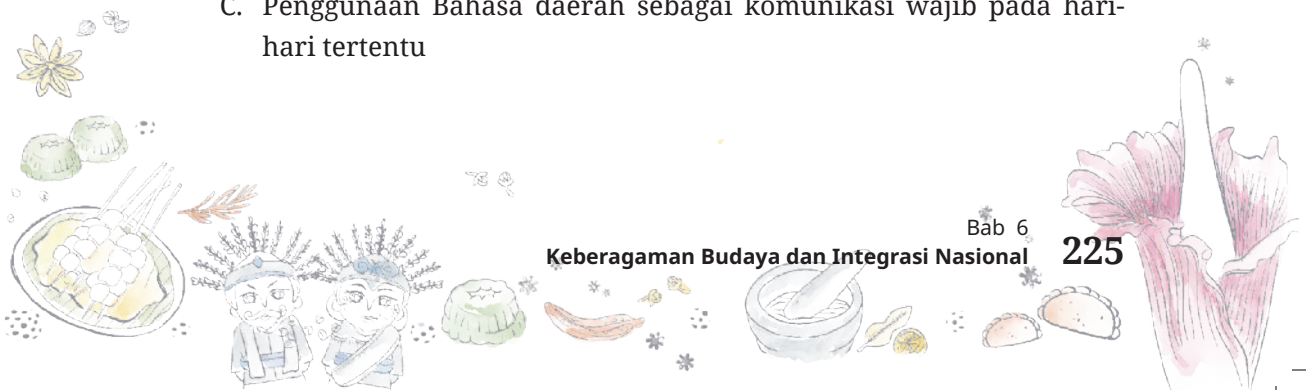 C. Penggunaan Bahasa daerah sebagai komunikasi wajib pada hari-
hari tertentu
Bab 6
Keberagaman Budaya dan Integrasi Nasional 225